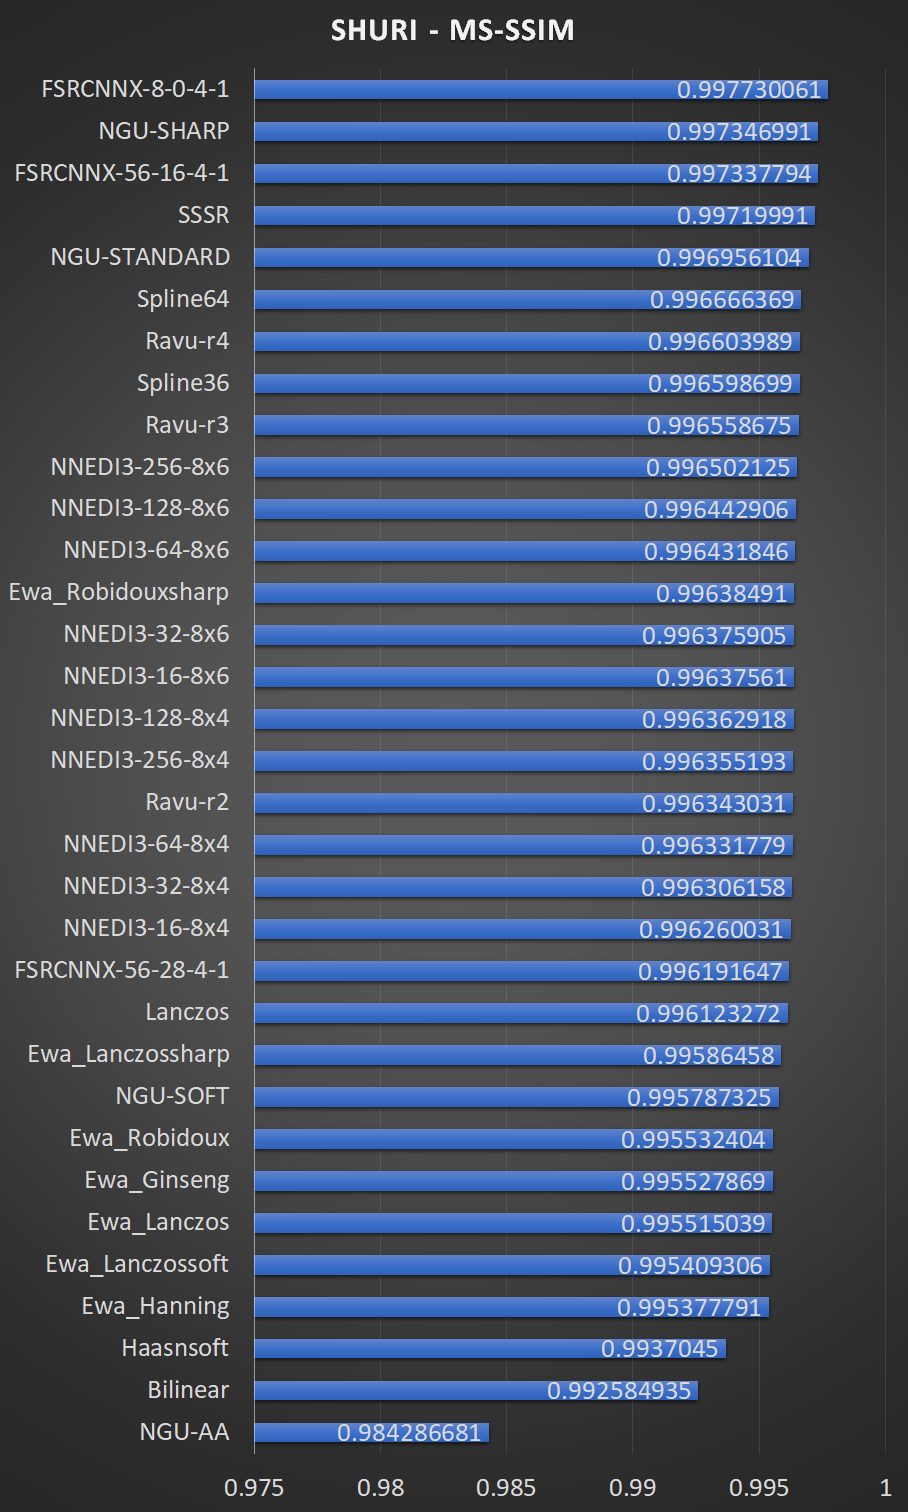 SHURI - MS-SSIM
FSRCNNX-8-0-4-1 0.997730061
NGU-SHARP 0.997346991
FSRCNNX-56-16-4-1 0.997337794
SSSR 0.99719991
NGU-STANDARD 0.996956104
Spline64 0.996666369
Ravu-r4 0.996603989
Spline36 0.996598699
Ravu-r3 0.996558675
NNEDI3-256-8x6 0.996502125
NNEDI3-128-8x6 0.996442906
NNEDI3-64-8x6 0.996431846
Ewa_Robidouxsharp 0.99638491
NNEDI3-32-8x6 0.996375905
NNEDI3-16-8x6 0.99637561
NNEDI3-128-8x4 0.996362918
NNEDI3-256-8x4 0.996355193
Ravu-r2 0.996343031
NNEDI3-64-8x4 0.996331779
NNEDI3-32-8x4 0.996306158
NNEDI3-16-8x4 0.996260031
FSRCNNX-56-28-4-1 0.996191647
Lanczos 0.996123272
Ewa_Lanczossharp 0.99586458
NGU-SOFT 0.995787325
Ewa_Robidoux 0.995532404
Ewa_Ginseng 0.995527869
Ewa_Lanczos 0.995515039
Ewa_Lanczossoft 0.995409306
Ewa_Hanning 0.995377791
Haasnsoft 0.9937045
Bilinear 0.992584935
NGU-AA 0.984286681
0.975 0.98 0.985 0.99 0.995 1